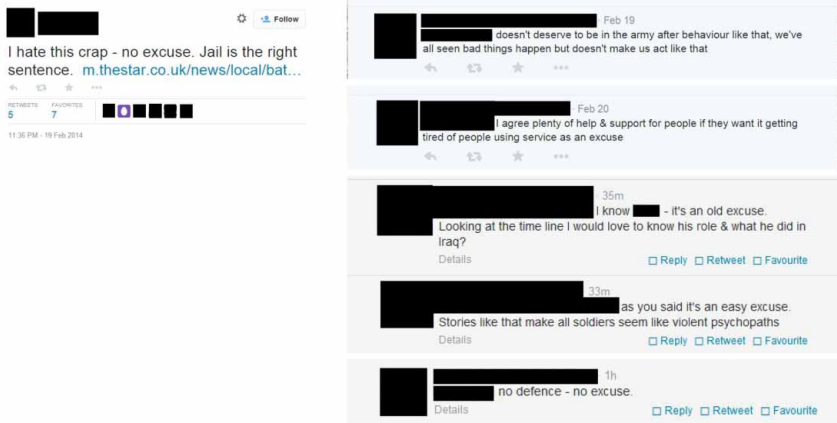 Follow
I hate this crap - no excuse. Jail is the right
sentence. m.thestar.co.uk/news/local/bat...
RETWEETS FAVORITES
5 7
11:36 PM - 19 Feb 2014
Feb 19
doesn't deserve to be in the army after behaviour like that, we've
all seen bad things happen but doesn't make us act like that
Feb 20
I agree plenty of help & support for people if they want it getting
tired of people using service as an excuse
35m
I know - it's an old excuse.
Looking at the time line I would love to know his role & what he did in
Iraq?
Details Reply Retweet Favourite
33m
as you said it's an easy excuse.
Stories like that make all soldiers seem like violent psychopaths
Details Reply Retweet Favourite
1h
no defence - no excuse.
Details Reply Retweet Favourite